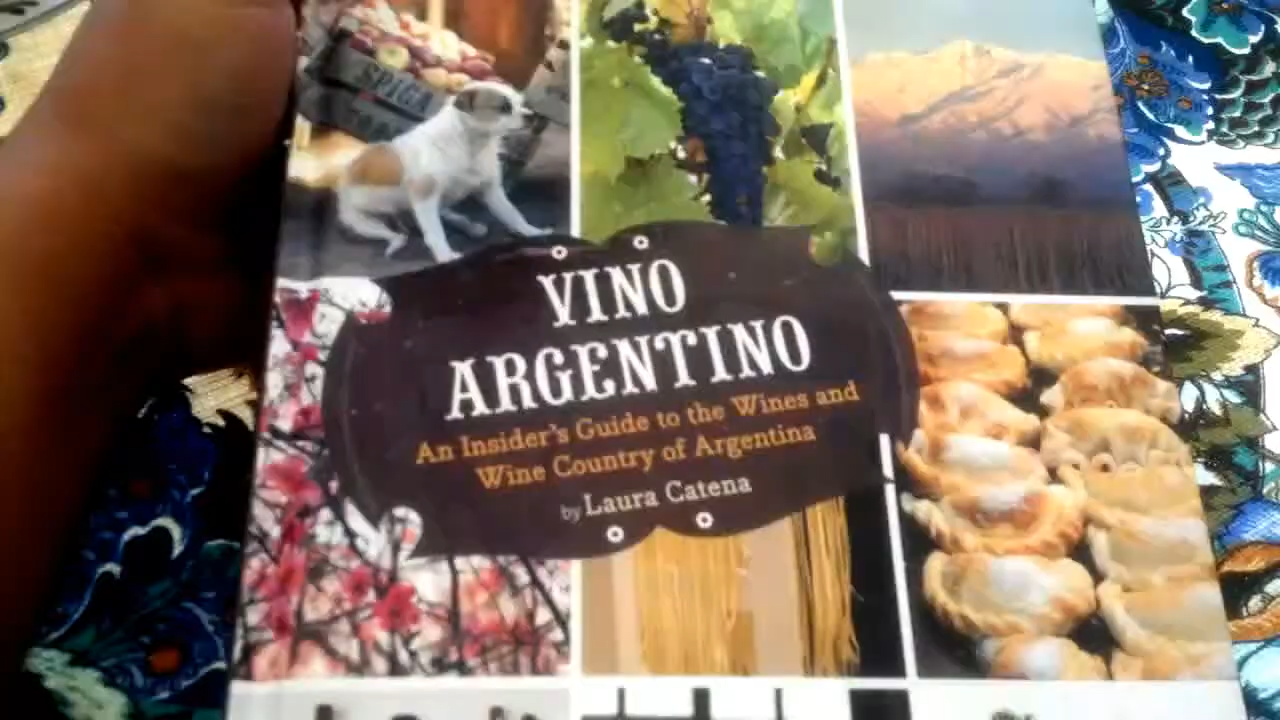 SPIGA
VINO
ARGENTINO
An Insider's Guide to the Wines and
Wine Country of Argentina
by Laura Catena